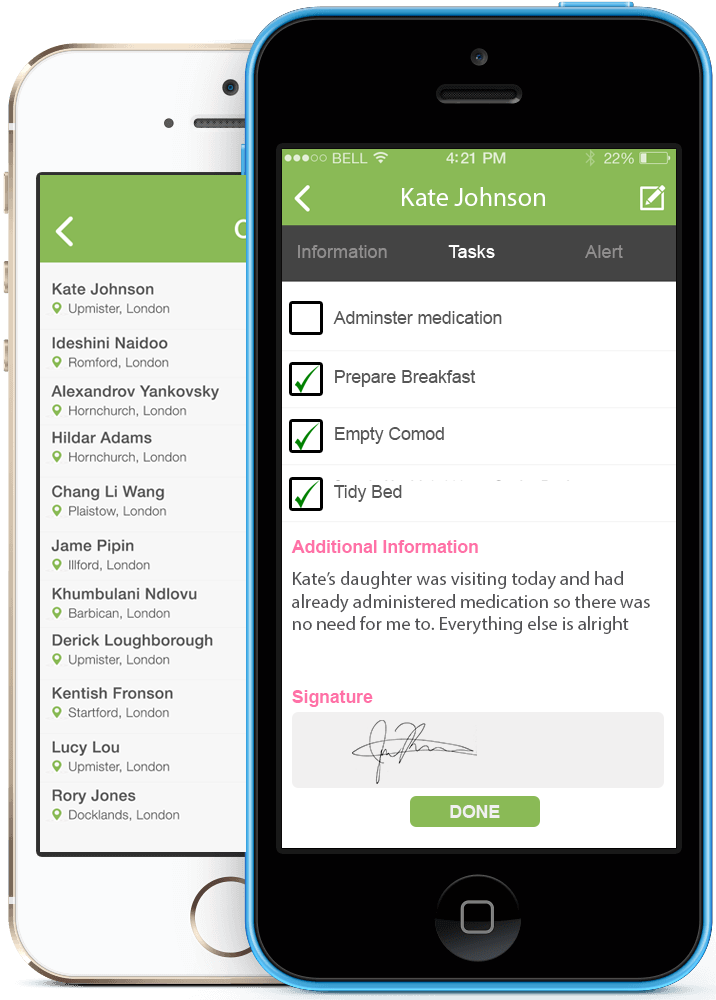 C
Kate Johnson
Upmister, London
Ideshini Naidoo
Romford, London
Alexandrov Yankovsky
Hornchurch, London
Hildar Adams
Hornchurch, London
Chang Li Wang
Plaistow, London
Jame Pipin
Illford, London
Khumbulani Ndlovu
Barbican, London
Derick Loughborough
Upmister, London
Kentish Fronson
Startford, London
Lucy Lou
Upmister, London
Rory Jones
Docklands, London
BELL 4:21 PM 22%
Kate Johnson
Information Tasks Alert
Adminster medication
Prepare Breakfast
Empty Comod
Tidy Bed
Additional Information
Kate’s daughter was visiting today and had
already administered medication so there was
no need for me to. Everything else is alright
Signature
DONE